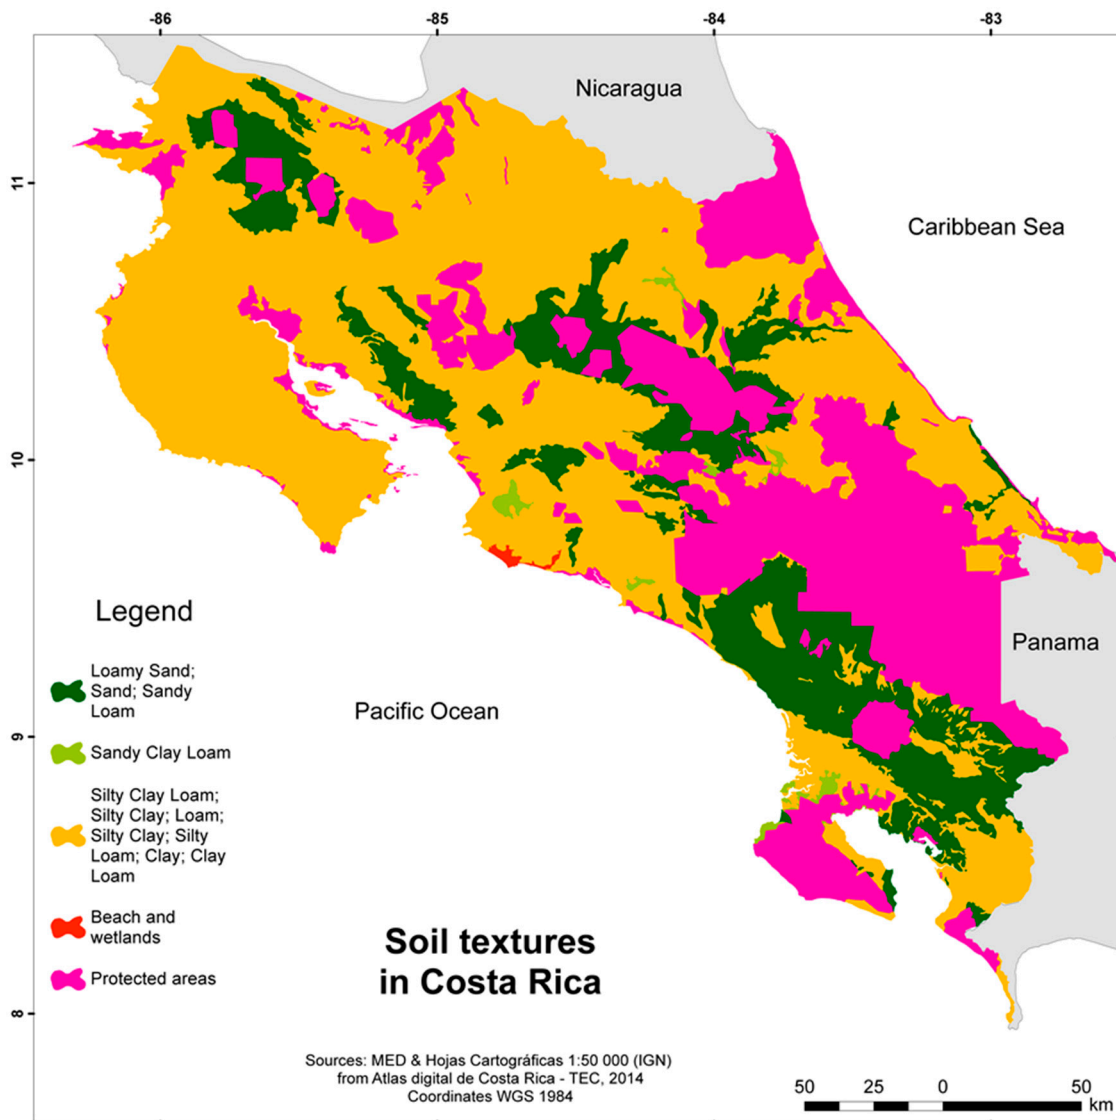 -86
-85
-84
-83
Nicaragua
11
Caribbean Sea
10
Legend
Panama
Loamy Sand;
Sand; Sandy
Loam
Pacific Ocean
9
Sandy Clay Loam
Silty Clay Loam;
Silty Clay; Loam;
Silty Clay; Silty
Loam; Clay; Clay
Loam
Beach and
wetlands
Protected areas
Soil textures
in Costa Rica
8
Sources: MED & Hojas Cartográficas 1:50 000 (IGN)
from Atlas digital de Costa Rica - TEC, 2014
Coordinates WGS 1984
50 25 0 50
km